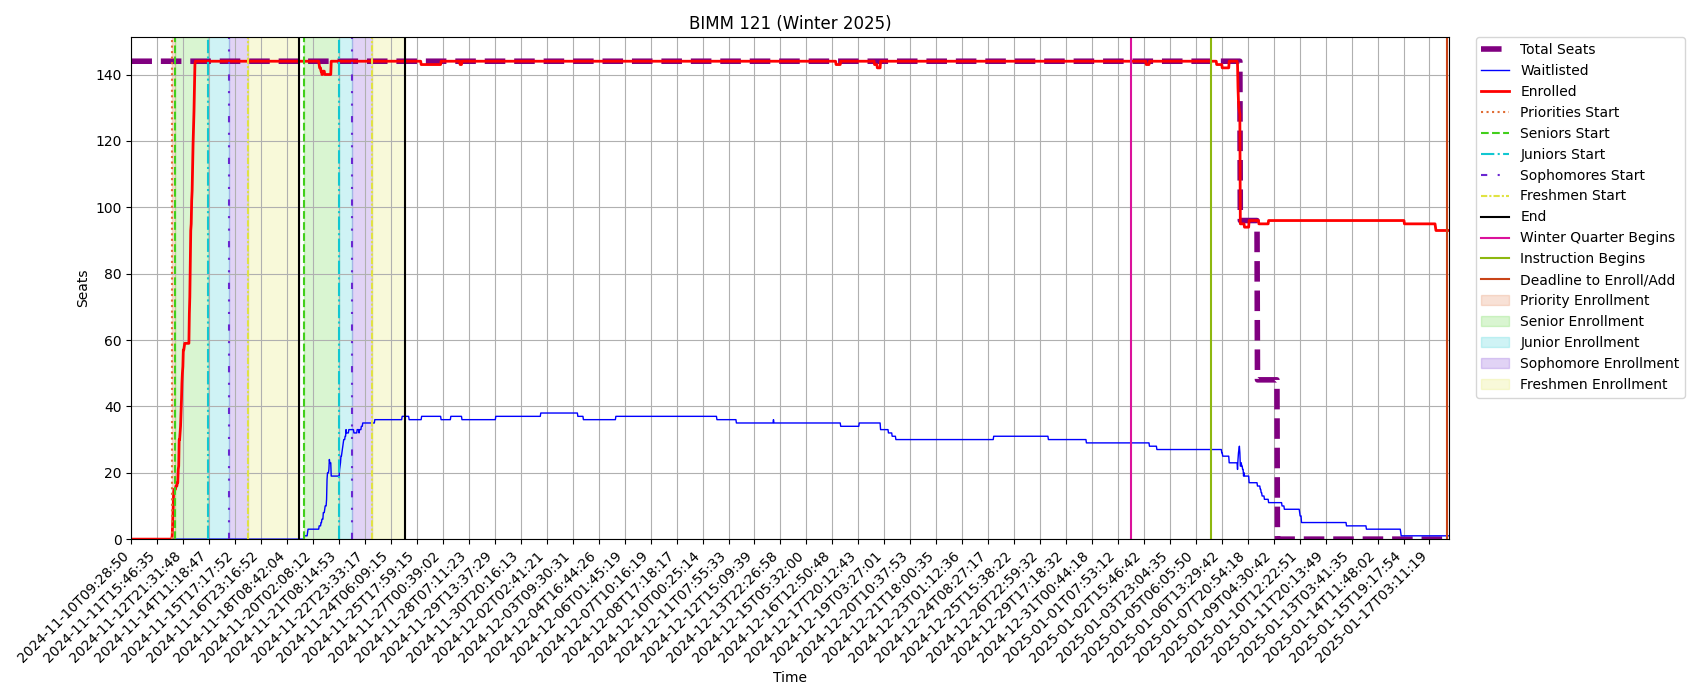 BIMM 121 (Winter 2025)
Seats
140
120
100
80
60
40
20
0
2024-11-10T09:28:50
2024-11-11T15:46:35
2024-11-12T21:31:48
2024-11-14T11:18:47
2024-11-15T17:17:52
2024-11-16T23:16:52
2024-11-18T08:42:04
2024-11-20T02:08:12
2024-11-21T08:14:53
2024-11-22T23:33:17
2024-11-24T06:09:15
2024-11-25T17:59:15
2024-11-27T00:39:02
2024-11-28T07:11:23
2024-11-29T13:37:29
2024-11-30T20:16:13
2024-12-02T02:41:21
2024-12-03T09:30:31
2024-12-04T16:44:26
2024-12-06T01:45:19
2024-12-07T10:16:19
2024-12-08T17:18:17
2024-12-10T00:25:14
2024-12-11T07:55:33
2024-12-12T15:09:39
2024-12-13T22:26:58
2024-12-15T05:32:00
2024-12-16T12:50:48
2024-12-17T20:12:43
2024-12-19T03:27:01
2024-12-20T10:37:53
2024-12-21T18:00:35
2024-12-23T01:12:36
2024-12-24T08:27:17
2024-12-25T15:38:22
2024-12-26T22:59:32
2024-12-29T17:18:32
2024-12-31T00:44:18
2025-01-01T07:53:12
2025-01-02T15:46:42
2025-01-03T23:04:35
2025-01-05T06:05:50
2025-01-06T13:29:42
2025-01-07T20:54:18
2025-01-09T04:30:42
2025-01-10T12:22:51
2025-01-11T20:13:49
2025-01-13T03:41:35
2025-01-14T11:48:02
2025-01-15T19:17:54
2025-01-17T03:11:19
Time
Total Seats
Waitlisted
Enrolled
Priorities Start
Seniors Start
Juniors Start
Sophomores Start
Freshmen Start
End
Winter Quarter Begins
Instruction Begins
Deadline to Enroll/Add
Priority Enrollment
Senior Enrollment
Junior Enrollment
Sophomore Enrollment
Freshmen Enrollment